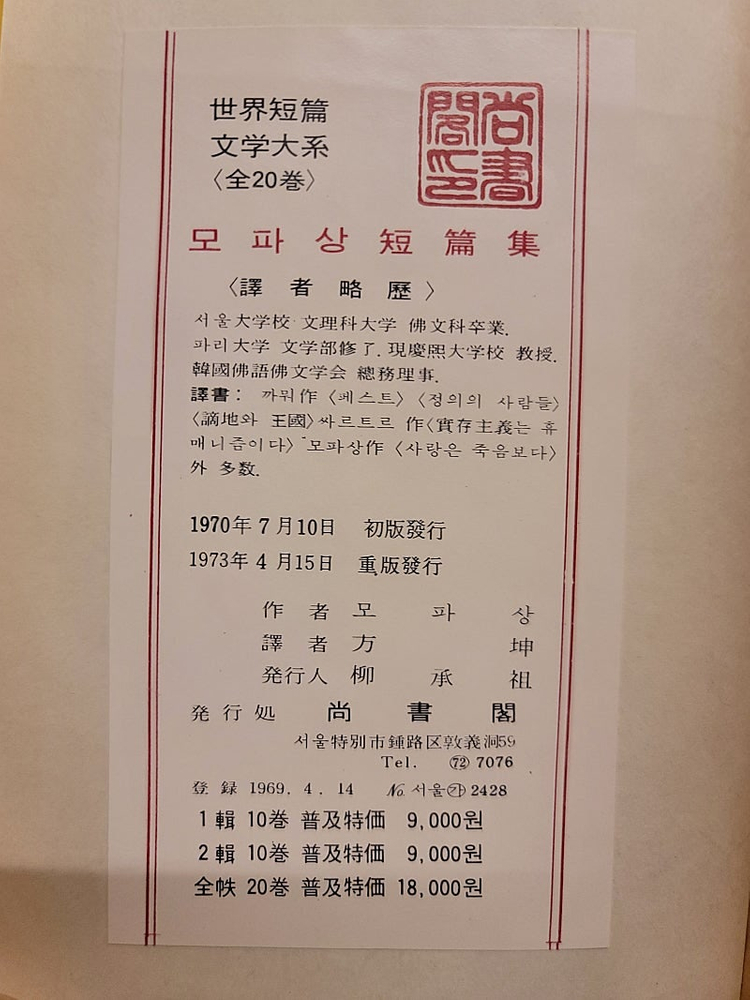 世界短篇
文学大系
〈全20巻〉
尚書閣印
모파상短篇集
〈譯者略歷〉
서울大学校 文理科大学 佛文科卒業.
파리大学 文学部修了. 現慶熙大学校 教授.
韓國佛語佛文学会 總務理事.
譯書: 까뮈作 〈페스트〉 〈정의의 사람들〉
〈謫地와 王國〉 싸르트르 作 〈實存主義는 휴
매니즘이다〉 모파상作 〈사랑은 죽음보다〉
外 多数.
1970年 7月10日 初版發行
1973年 4月15日 重版發行
作者 모파상
譯者 方坤
発行人 柳承祖
発行処 尚書閣
서울特別市鍾路区敦義洞59
Tel. ㉒ 7076
登録 1969. 4. 14 No. 서울㉮ 2428
1輯 10巻 普及特価 9,000원
2輯 10巻 普及特価 9,000원
全帙 20巻 普及特価 18,000원